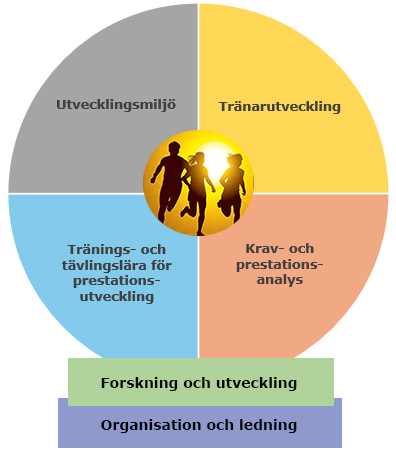 Utvecklingsmiljö
Tränarutveckling
Tränings- och
tävlingslära för
prestations-
utveckling
Krav- och
prestations-
analys
Forskning och utveckling
Organisation och ledning